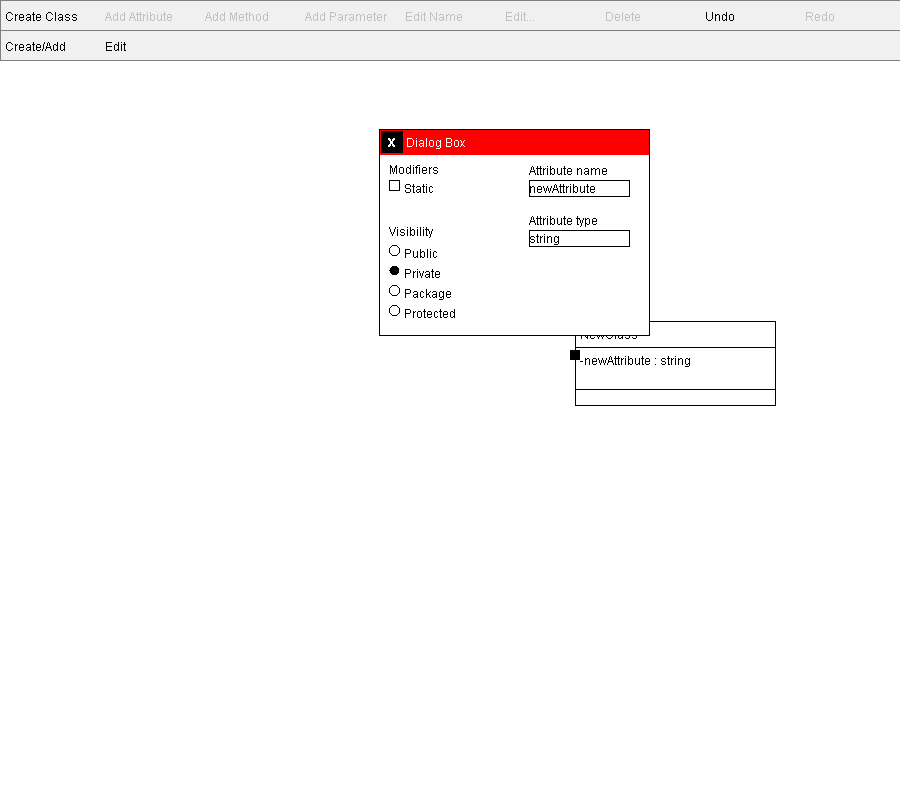 Create Class Add Attribute Add Method Add Parameter Edit Name Edit... Delete Undo Redo
Create/Add Edit
X Dialog Box
Modifiers
Static
Visibility
Public
Private
Package
Protected
Attribute name
newAttribute
Attribute type
string
NewClass
-newAttribute : string